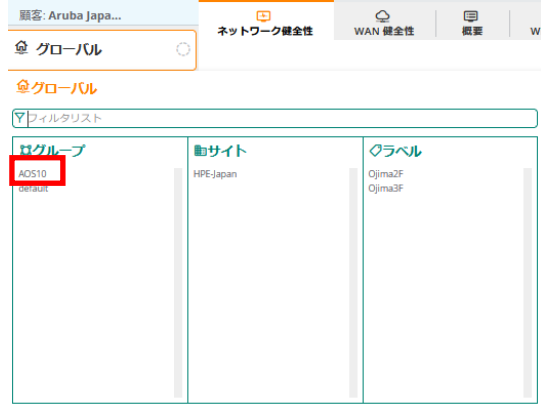 顧客: Aruba Japa...
グローバル
ネットワーク健全性
WAN 健全性
概要
W
グローバル
フィルタリスト
グループ
サイト
ラベル
AOS10
HPE-Japan
Ojima2F
default
Ojima3F